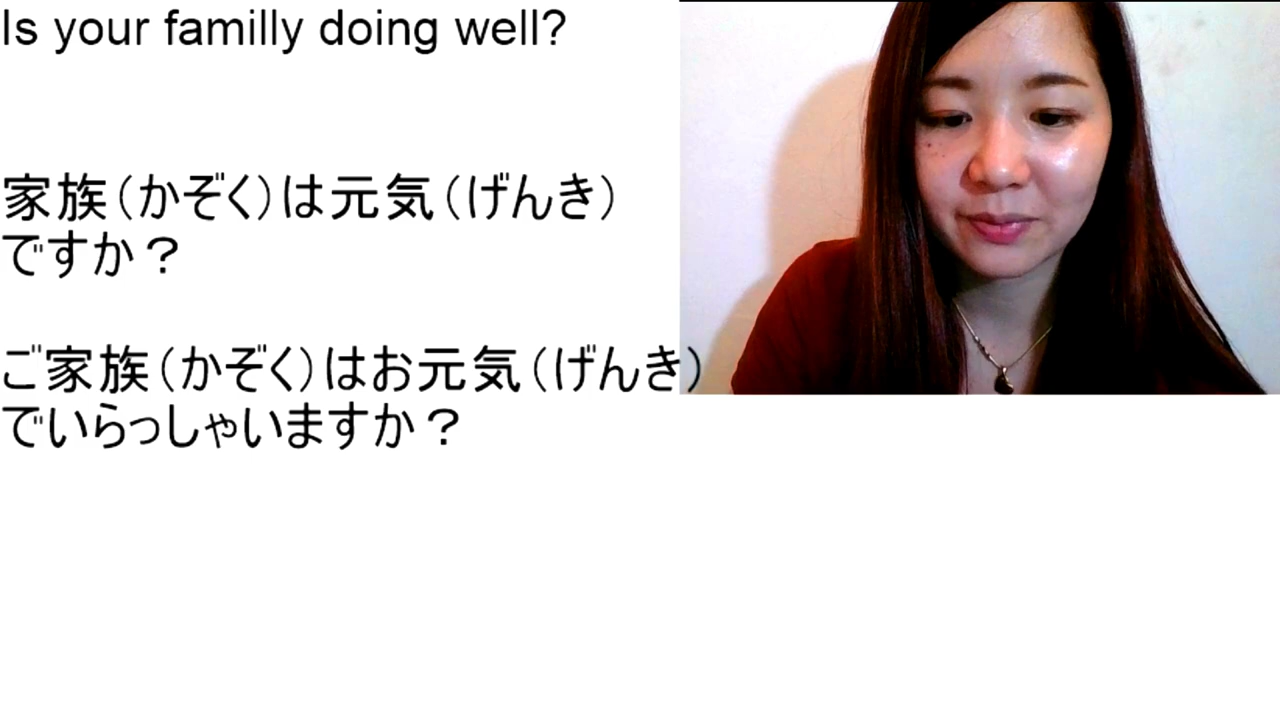 Is your familly doing well?
家族（かぞく）は元気（げんき）
ですか？
ご家族（かぞく）はお元気（げんき）
でいらっしゃいますか？